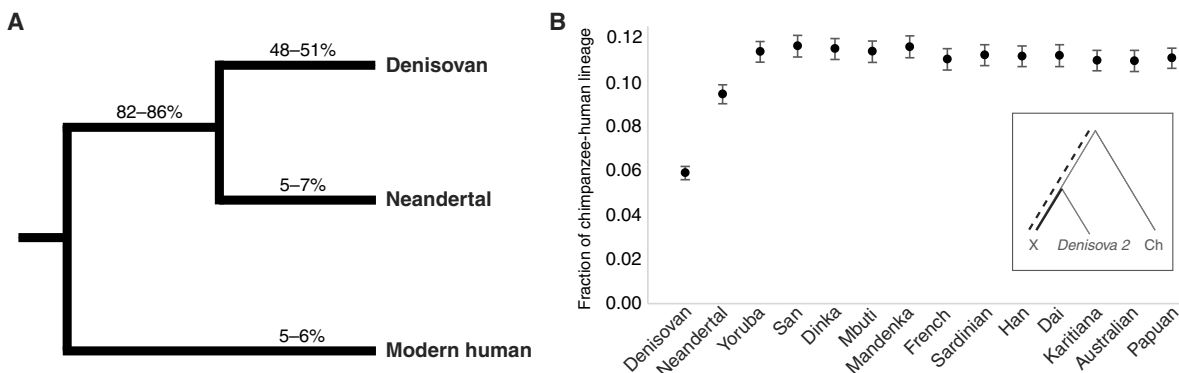 A
48–51%
Denisovan
82–86%
5–7%
Neandertal
5–6%
Modern human
B
Fraction of chimpanzee-human lineage
0.12
0.10
0.08
0.06
0.04
0.02
0.00
X
Denisova 2
Ch
Denisovan
Neandertal
Yoruba
San
Dinka
Mbuti
Mandenka
French
Sardinian
Han
Dai
Karitiana
Australian
Papuan